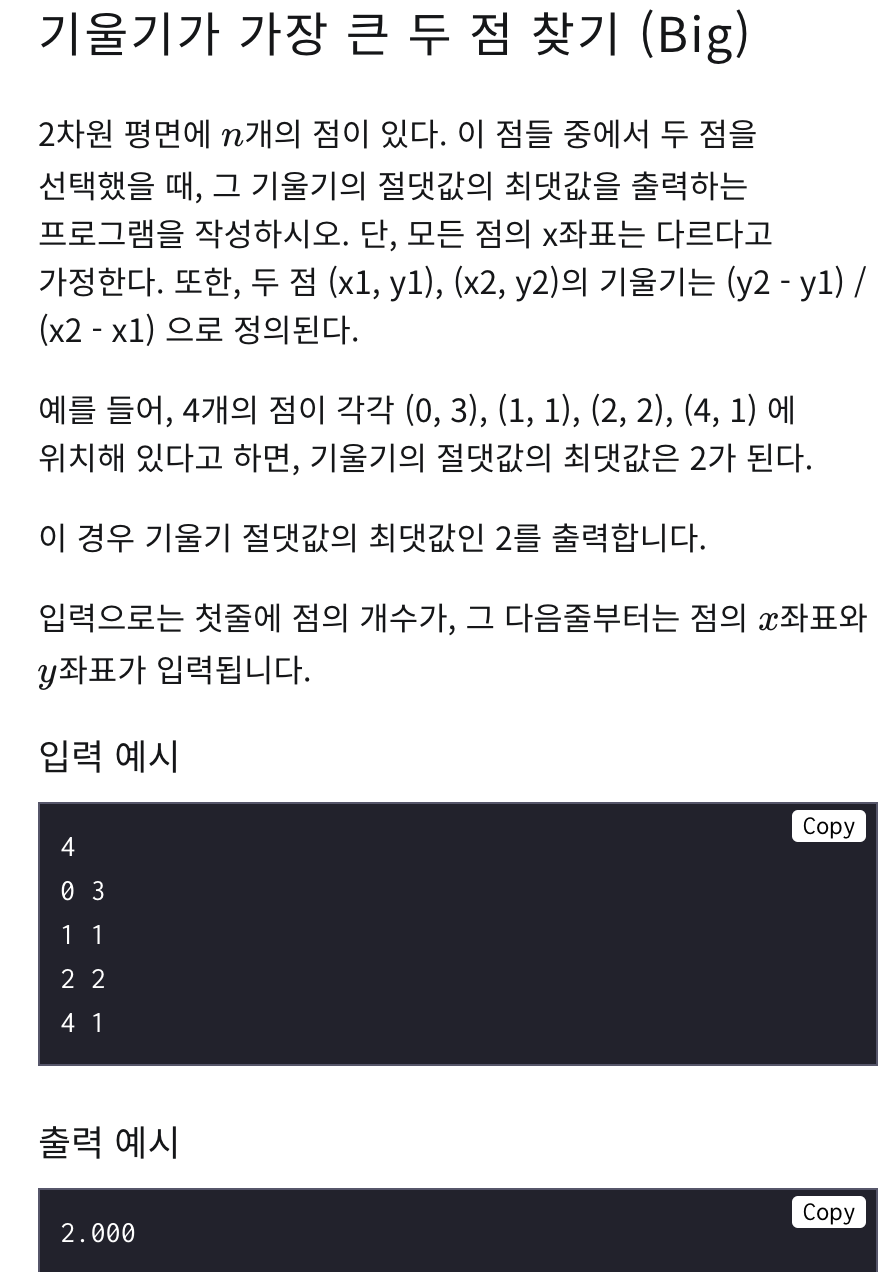 기울기가 가장 큰 두 점 찾기 (Big)
2차원 평면에 n개의 점이 있다. 이 점들 중에서 두 점을
선택했을 때, 그 기울기의 절댓값의 최댓값을 출력하는
프로그램을 작성하시오. 단, 모든 점의 x좌표는 다르다고
가정한다. 또한, 두 점 (x1, y1), (x2, y2)의 기울기는 (y2 - y1) /
(x2 - x1) 으로 정의된다.
예를 들어, 4개의 점이 각각 (0, 3), (1, 1), (2, 2), (4, 1) 에
위치해 있다고 하면, 기울기의 절댓값의 최댓값은 2가 된다.
이 경우 기울기 절댓값의 최댓값인 2를 출력합니다.
입력으로는 첫줄에 점의 개수가, 그 다음줄부터는 점의 x좌표와
y좌표가 입력됩니다.
입력 예시
Copy
4
0 3
1 1
2 2
4 1
출력 예시
Copy
2.000